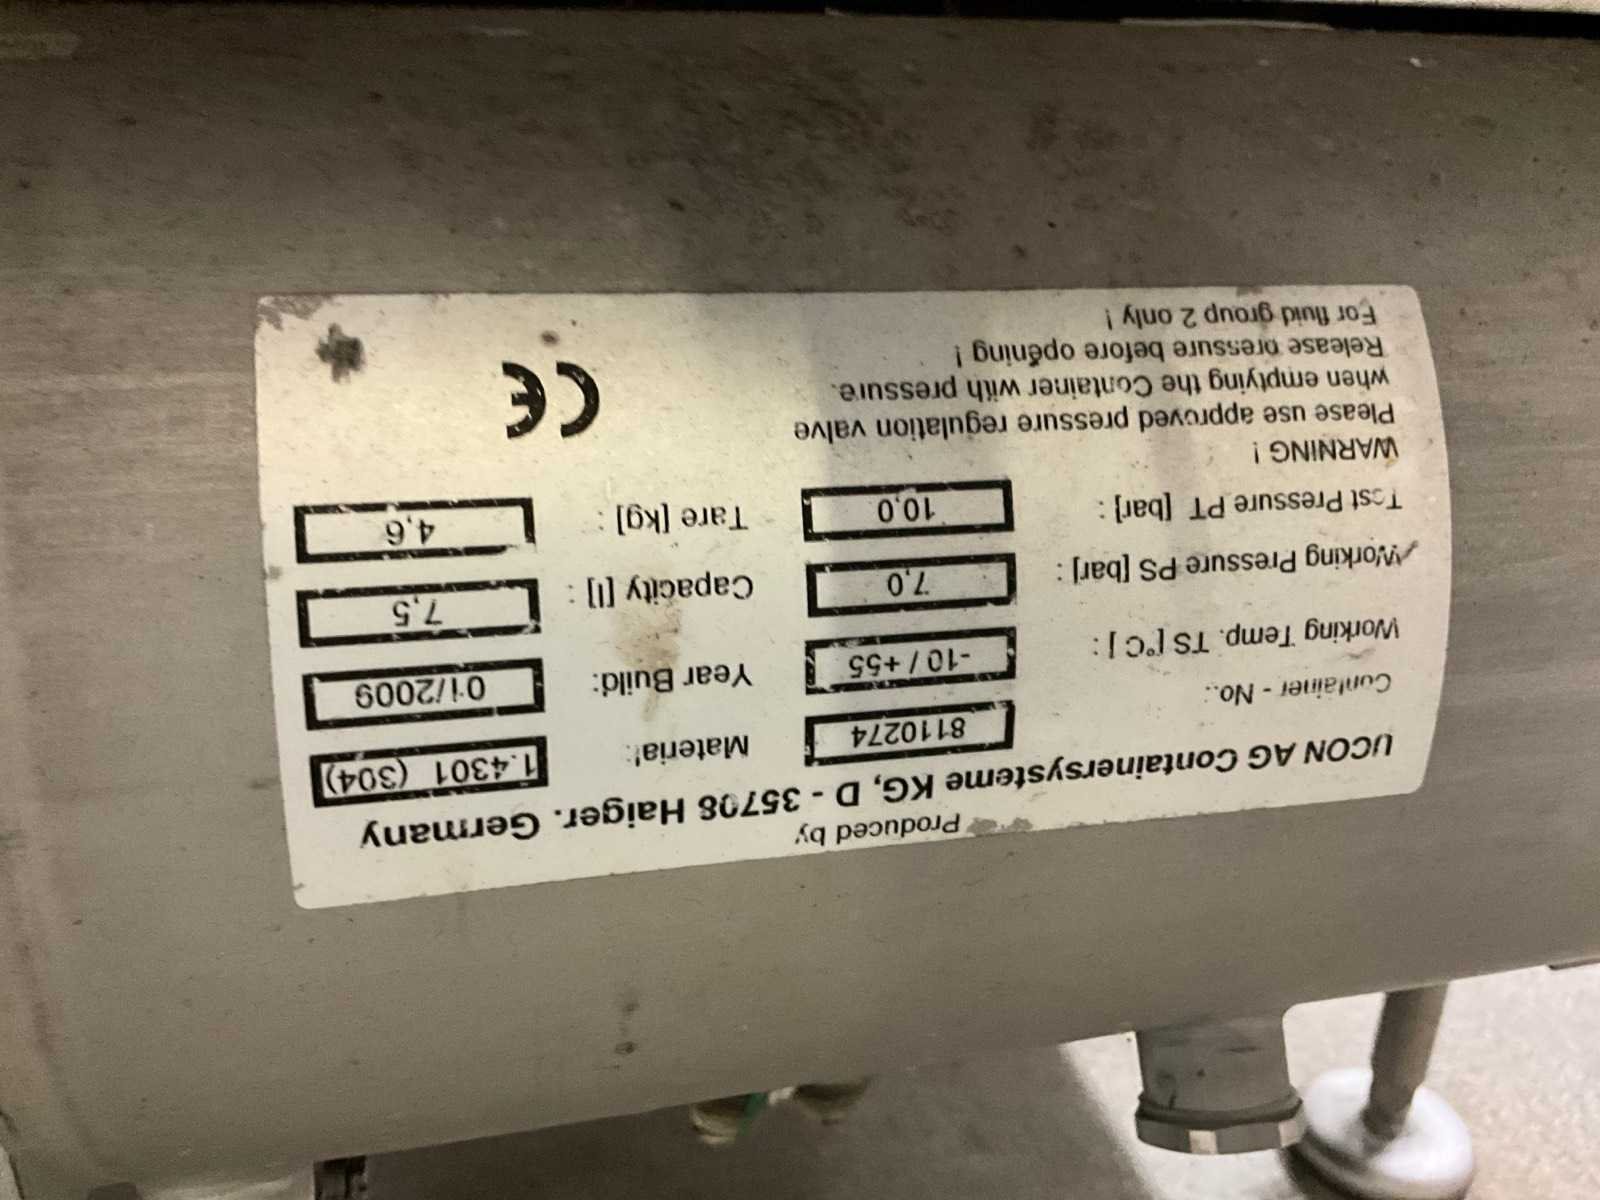 Produced by
UCON AG Containersysteme KG, D - 35708 Haiger. Germany
Container - No.: 8110274 Material: 1.4301 (304)
Working Temp. TS [°C] : -10 / +55 Year Build: 01/2009
Working Pressure PS [bar] : 7,0 Capacity [l] : 7,5
Test Pressure PT [bar] : 10,0 Tare [kg] : 4,6
WARNING !
Please use approved pressure regulation valve
when emptying the Container with pressure.
Release pressure before opening !
For fluid group 2 only !
CE